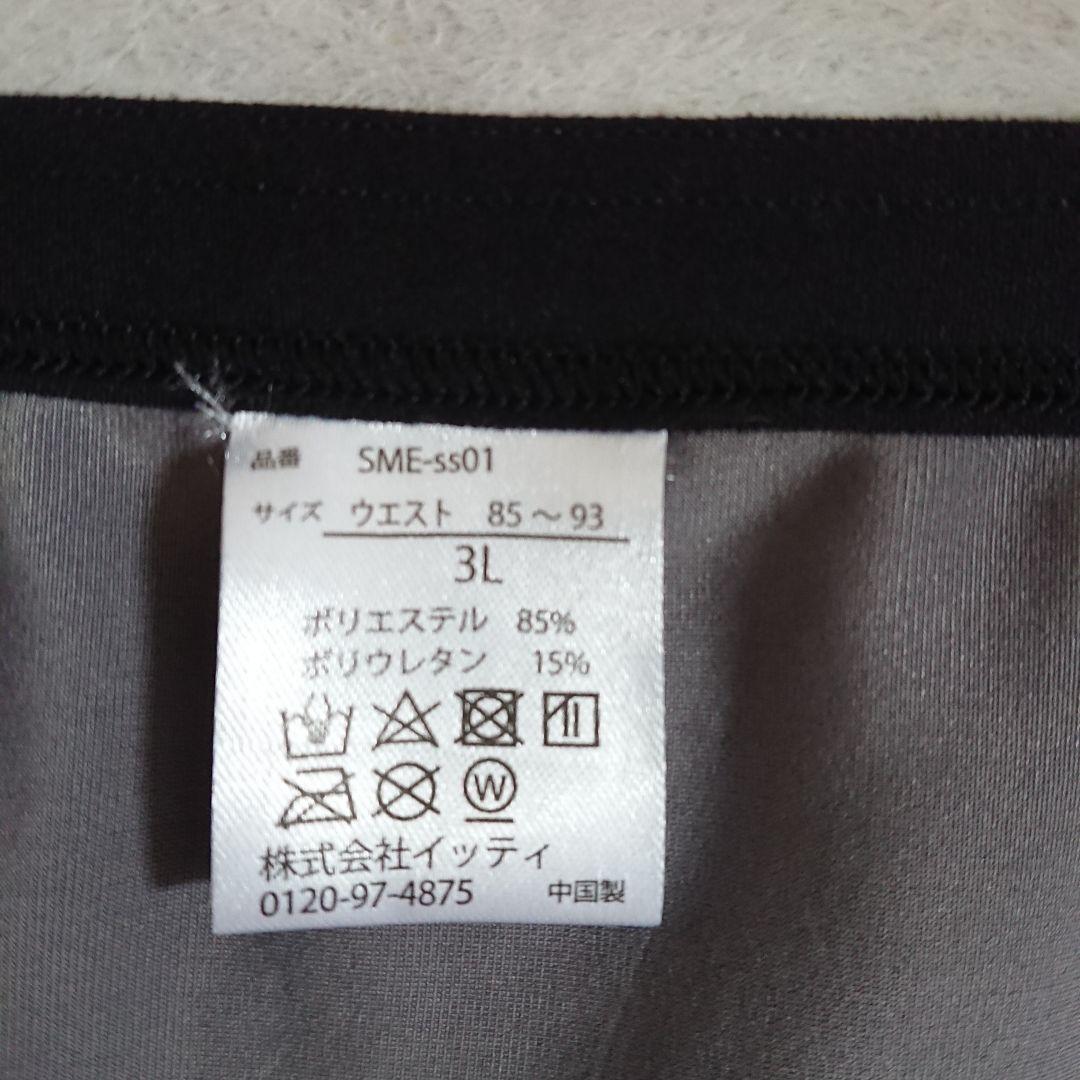 品番 SME-ss01
サイズ ウエスト 85～93
3L
ポリエステル 85%
ポリウレタン 15%
W
株式会社イッティ
0120-97-4875 中国製